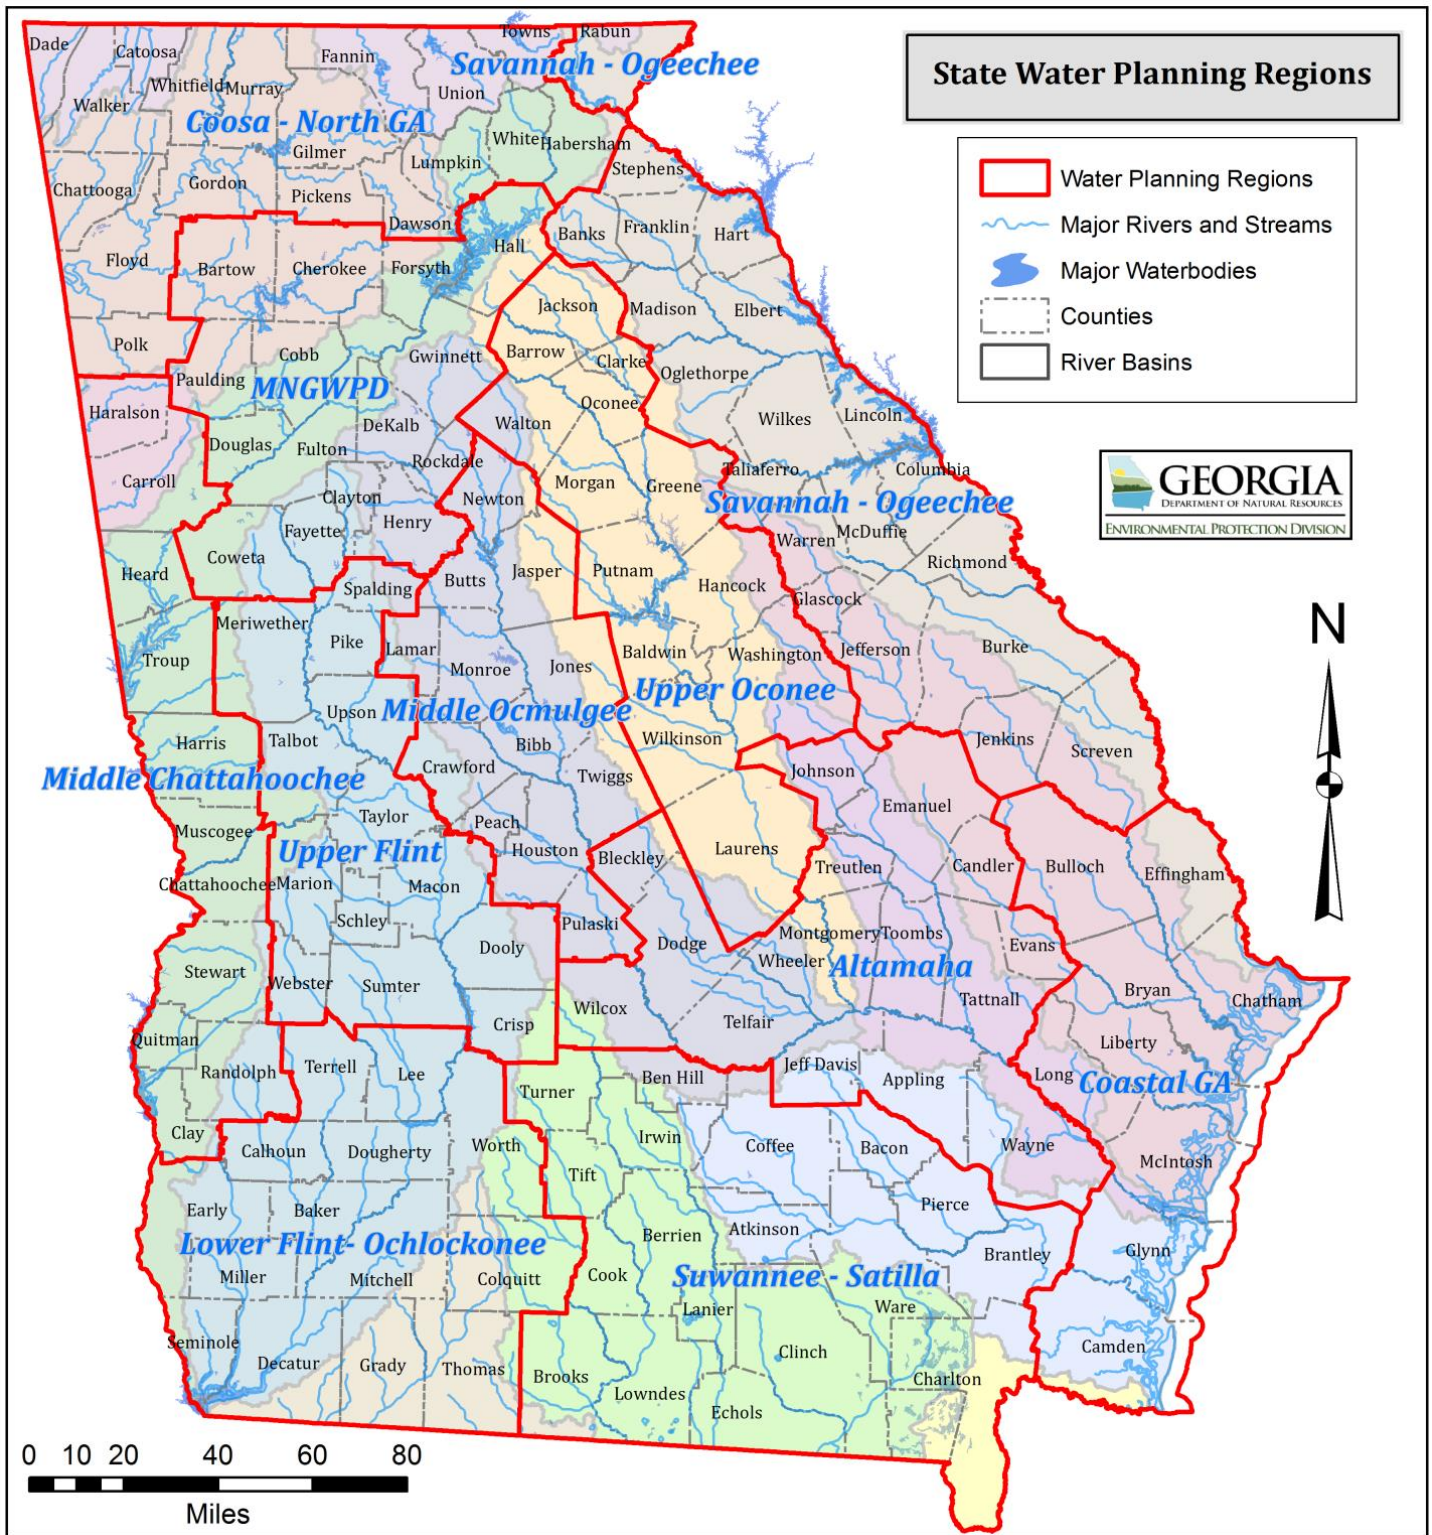 State Water Planning Regions
Water Planning Regions
Major Rivers and Streams
Major Waterbodies
Counties
River Basins
GEORGIA
DEPARTMENT OF NATURAL RESOURCES
ENVIRONMENTAL PROTECTION DIVISION
N
Dade
Catoosa
Fannin
Towns
Rabun
Savannah - Ogeechee
Whitfield
Murray
Union
Walker
Coosa - North GA
Gilmer
White
Habersham
Lumpkin
Stephens
Chattooga
Gordon
Pickens
Dawson
Banks
Franklin
Hart
Hall
Floyd
Bartow
Cherokee
Forsyth
Jackson
Madison
Elbert
Polk
Cobb
Gwinnett
Barrow
Clarke
Oglethorpe
Paulding
MNGWPD
Haralson
Oconee
Wilkes
Lincoln
DeKalb
Walton
Douglas
Fulton
Rockdale
Taliaferro
Columbia
Carroll
Clayton
Newton
Morgan
Greene
Savannah - Ogeechee
Fayette
Henry
Warren
McDuffie
Coweta
Richmond
Heard
Spalding
Butts
Jasper
Putnam
Hancock
Glascock
Meriwether
Pike
Lamar
Baldwin
Washington
Jefferson
Burke
Troup
Monroe
Jones
Upper Oconee
Upson
Middle Ocmulgee
Harris
Talbot
Bibb
Wilkinson
Jenkins
Screven
Middle Chattahoochee
Crawford
Twiggs
Johnson
Emanuel
Muscogee
Taylor
Peach
Upper Flint
Houston
Bleckley
Laurens
Treutlen
Candler
Bulloch
Effingham
Chattahoochee
Marion
Macon
Schley
Pulaski
Dodge
Montgomery
Toombs
Evans
Dooly
Wheeler
Altamaha
Stewart
Webster
Sumter
Bryan
Chatham
Tattnall
Wilcox
Telfair
Crisp
Quitman
Liberty
Randolph
Terrell
Lee
Ben Hill
Jeff Davis
Appling
Long
Coastal GA
Turner
Clay
Calhoun
Dougherty
Worth
Irwin
Coffee
Bacon
Wayne
McIntosh
Tift
Early
Baker
Pierce
Atkinson
Berrien
Lower Flint- Ochlockonee
Brantley
Glynn
Miller
Mitchell
Colquitt
Cook
Suwannee - Satilla
Lanier
Ware
Seminole
Decatur
Grady
Thomas
Brooks
Lowndes
Clinch
Charlton
Camden
Echols
0 10 20 40 60 80
Miles